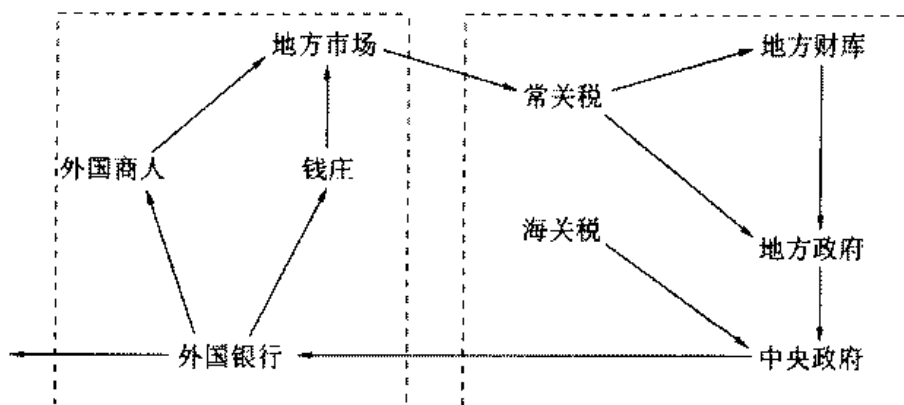 地方市场
地方财库
常关税
外国商人
钱庄
海关税
地方政府
外国银行
中央政府